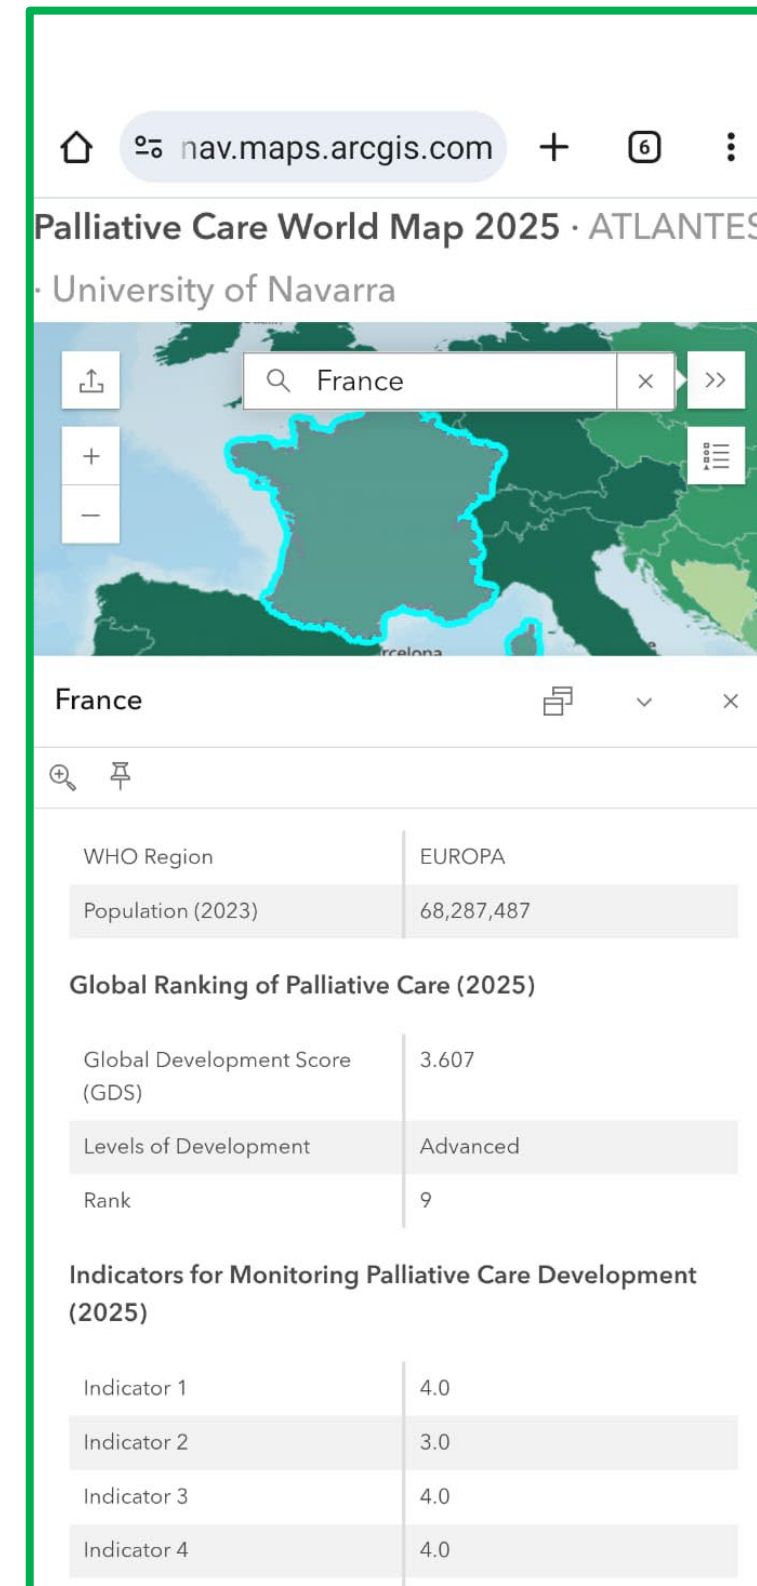 nav.maps.arcgis.com
6
Palliative Care World Map 2025 · ATLANTES
· University of Navarra
France
rcelona
France
WHO Region EUROPA
Population (2023) 68,287,487
Global Ranking of Palliative Care (2025)
Global Development Score 3.607
(GDS)
Levels of Development Advanced
Rank 9
Indicators for Monitoring Palliative Care Development
(2025)
Indicator 1 4.0
Indicator 2 3.0
Indicator 3 4.0
Indicator 4 4.0